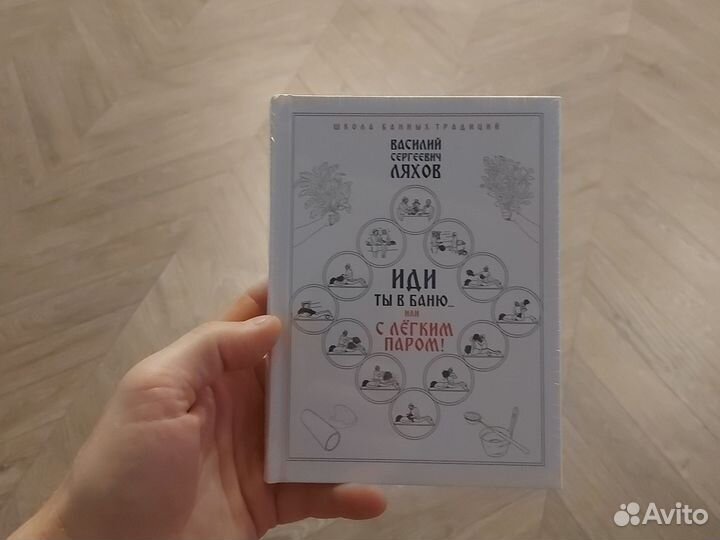 ШКОЛА БАННЫХ ТРАДИЦИЙ
ВАСИЛИЙ
СЕРГЕЕВИЧ
ЛЯХОВ
ИДИ
ТЫ В БАНЮ...
ИЛИ
С ЛЁГКИМ
ПАРОМ!
Avito